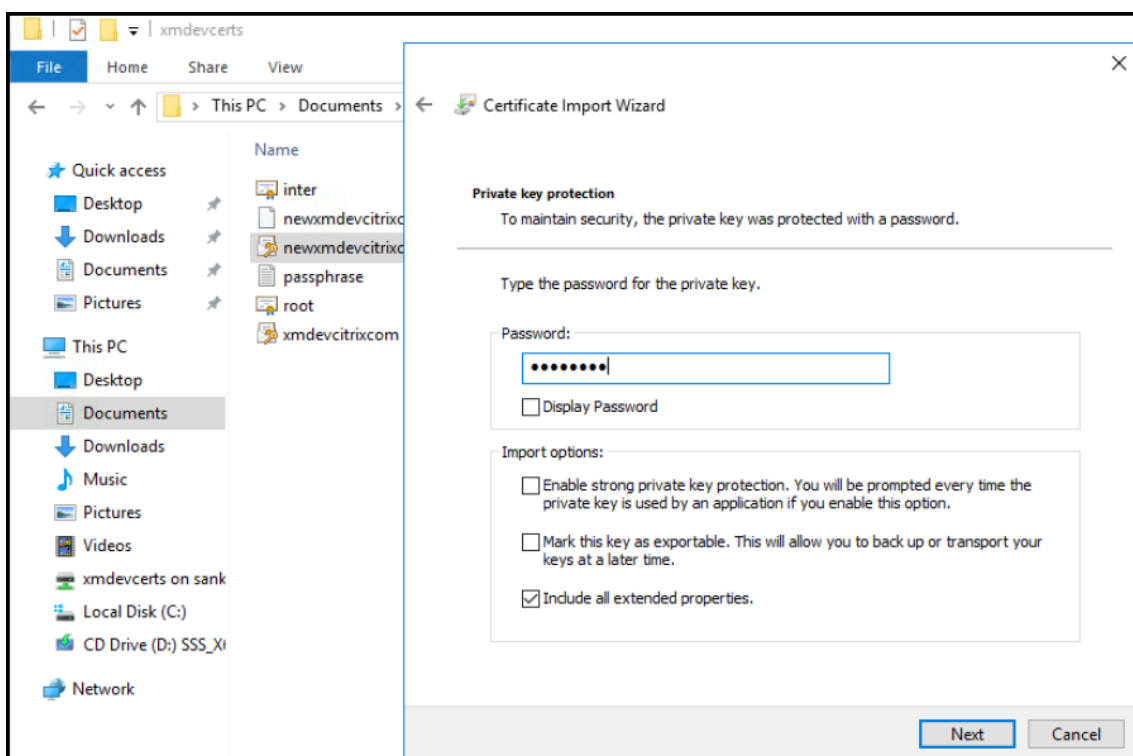 xmdevcerts
File Home Share View
This PC > Documents >
Certificate Import Wizard
Quick access
Desktop
Downloads
Documents
Pictures
This PC
Desktop
Documents
Downloads
Music
Pictures
Videos
xmdevcerts on sank
Local Disk (C:)
CD Drive (D:)
Network
Name
inter
newxmdevcitrixc
newxmdevcitrixc
passphrase
root
xmdevcitrixcom
Private key protection
To maintain security, the private key was protected with a password.
Type the password for the private key.
Password:
••••••••
Display Password
Import options:
Enable strong private key protection. You will be prompted every time the
private key is used by an application if you enable this option.
Mark this key as exportable. This will allow you to back up or transport your
keys at a later time.
Include all extended properties.
Next Cancel